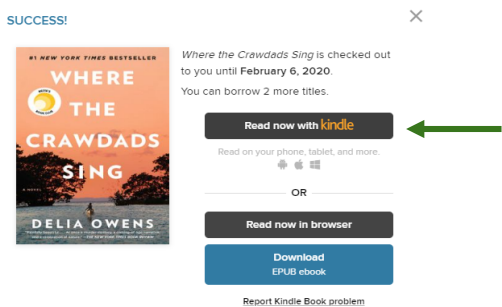 SUCCESS!
#1 NEW YORK TIMES BESTSELLER
WHERE
THE
CRAWDADS
SING
A NOVEL
DELIA OWENS
Where the Crawdads Sing is checked out
to you until February 6, 2020.
You can borrow 2 more titles.
Read now with kindle
Read on your phone, tablet, and more.
OR
Read now in browser
Download
EPUB ebook
Report Kindle Book problem